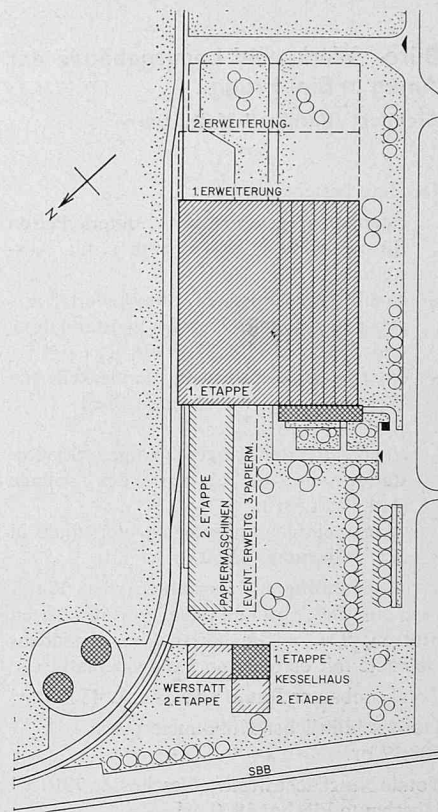 2. ERWEITERUNG
N
1. ERWEITERUNG
1. ETAPPE
2. ETAPPE
PAPIERMASCHINEN
EVENT. ERWEITG. 3. PAPIERM.
1. ETAPPE
KESSELHAUS
2. ETAPPE
WERSTATT
2. ETAPPE
SBB